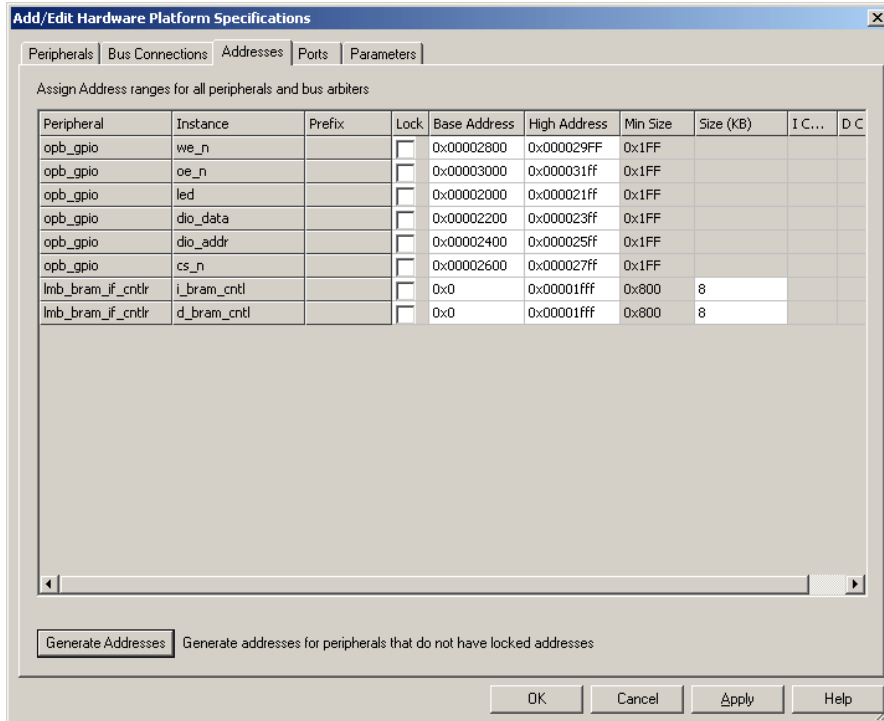 Add/Edit Hardware Platform Specifications
Peripherals Bus Connections Addresses Ports Parameters
Assign Address ranges for all peripherals and bus arbiters
Peripheral Instance Prefix Lock Base Address High Address Min Size Size (KB) I C... D C
opb_gpio we_n 0x00002800 0x000029FF 0x1FF
opb_gpio oe_n 0x00003000 0x000031ff 0x1FF
opb_gpio led 0x00002000 0x000021ff 0x1FF
opb_gpio dio_data 0x00002200 0x000023ff 0x1FF
opb_gpio dio_addr 0x00002400 0x000025ff 0x1FF
opb_gpio cs_n 0x00002600 0x000027ff 0x1FF
lmb_bram_if_cntlr i_bram_cntl 0x0 0x00001fff 0x800 8
lmb_bram_if_cntlr d_bram_cntl 0x0 0x00001fff 0x800 8
Generate Addresses Generate addresses for peripherals that do not have locked addresses
OK Cancel Apply Help